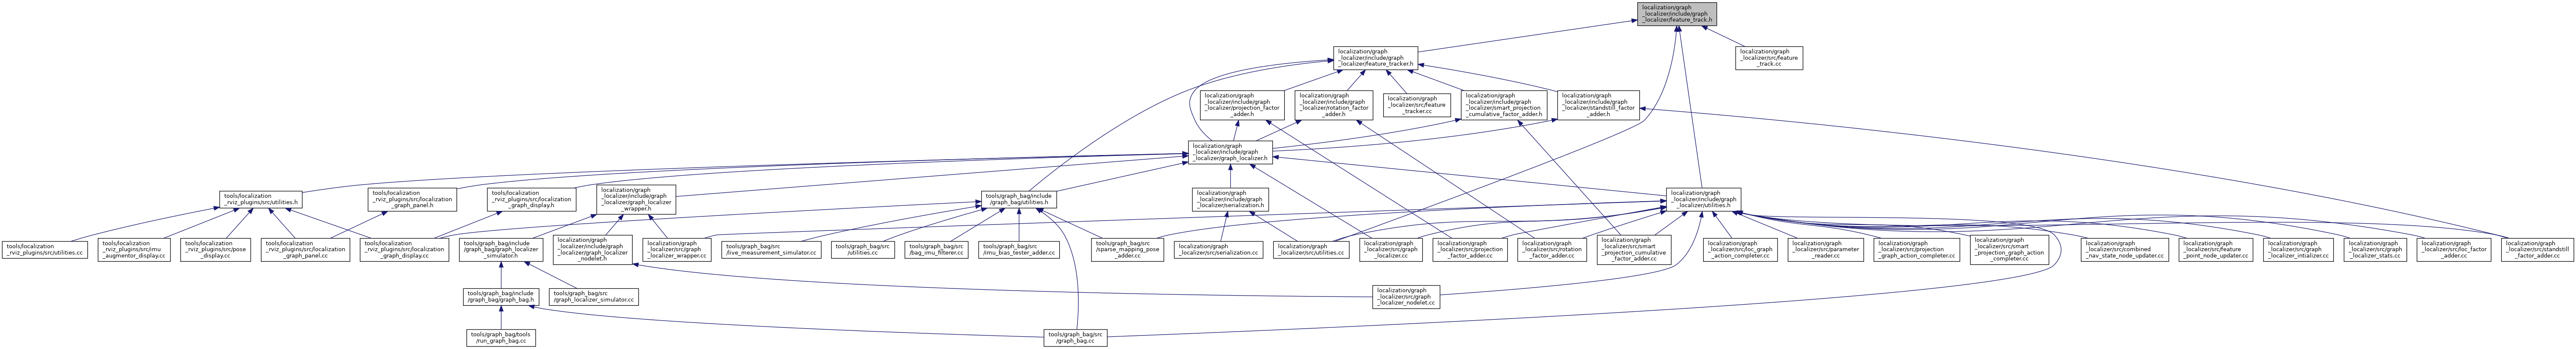 localization/graph
_localizer/include/graph
_localizer/feature_track.h
localization/graph
_localizer/include/graph
_localizer/feature_tracker.h
localization/graph
_localizer/src/feature
_track.cc
localization/graph
_localizer/include/graph
_localizer/projection_factor
_adder.h
localization/graph
_localizer/include/graph
_localizer/rotation_factor
_adder.h
localization/graph
_localizer/src/feature
_tracker.cc
localization/graph
_localizer/include/graph
_localizer/smart_projection
_cumulative_factor_adder.h
localization/graph
_localizer/include/graph
_localizer/standstill_factor
_adder.h
localization/graph
_localizer/include/graph
_localizer/graph_localizer.h
tools/localization
_rviz_plugins/src/utilities.h
tools/localization
_rviz_plugins/src/localization
_graph_panel.h
tools/localization
_rviz_plugins/src/localization
_graph_display.h
localization/graph
_localizer/include/graph
_localizer/graph_localizer
_wrapper.h
tools/graph_bag/include
/graph_bag/utilities.h
localization/graph
_localizer/include/graph
_localizer/serialization.h
localization/graph
_localizer/include/graph
_localizer/utilities.h
tools/localization
_rviz_plugins/src/utilities.cc
tools/localization
_rviz_plugins/src/imu
_augmentor_display.cc
tools/localization
_rviz_plugins/src/pose
_display.cc
tools/localization
_rviz_plugins/src/localization
_graph_panel.cc
tools/localization
_rviz_plugins/src/localization
_graph_display.cc
tools/graph_bag/include
/graph_bag/graph_localizer
_simulator.h
localization/graph
_localizer/include/graph
_localizer/graph_localizer
_nodelet.h
localization/graph
_localizer/src/graph
_localizer_wrapper.cc
tools/graph_bag/src
/live_measurement_simulator.cc
tools/graph_bag/src
/utilities.cc
tools/graph_bag/src
/bag_imu_filterer.cc
tools/graph_bag/src
/imu_bias_tester_adder.cc
tools/graph_bag/src
/sparse_mapping_pose
_adder.cc
localization/graph
_localizer/src/serialization.cc
localization/graph
_localizer/src/utilities.cc
localization/graph
_localizer/src/graph
_localizer.cc
localization/graph
_localizer/src/projection
_factor_adder.cc
localization/graph
_localizer/src/rotation
_factor_adder.cc
localization/graph
_localizer/src/smart
_projection_cumulative
_factor_adder.cc
localization/graph
_localizer/src/loc_graph
_action_completer.cc
localization/graph
_localizer/src/parameter
_reader.cc
localization/graph
_localizer/src/projection
_graph_action_completer.cc
localization/graph
_localizer/src/smart
_projection_graph_action
_completer.cc
localization/graph
_localizer/src/combined
_nav_state_node_updater.cc
localization/graph
_localizer/src/feature
_point_node_updater.cc
localization/graph
_localizer/src/graph
_localizer_intializer.cc
localization/graph
_localizer/src/graph
_localizer_stats.cc
localization/graph
_localizer/src/loc_factor
_adder.cc
localization/graph
_localizer/src/standstill
_factor_adder.cc
tools/graph_bag/include
/graph_bag/graph_bag.h
tools/graph_bag/src
/graph_localizer_simulator.cc
localization/graph
_localizer/src/graph
_localizer_nodelet.cc
tools/graph_bag/tools
/run_graph_bag.cc
tools/graph_bag/src
/graph_bag.cc